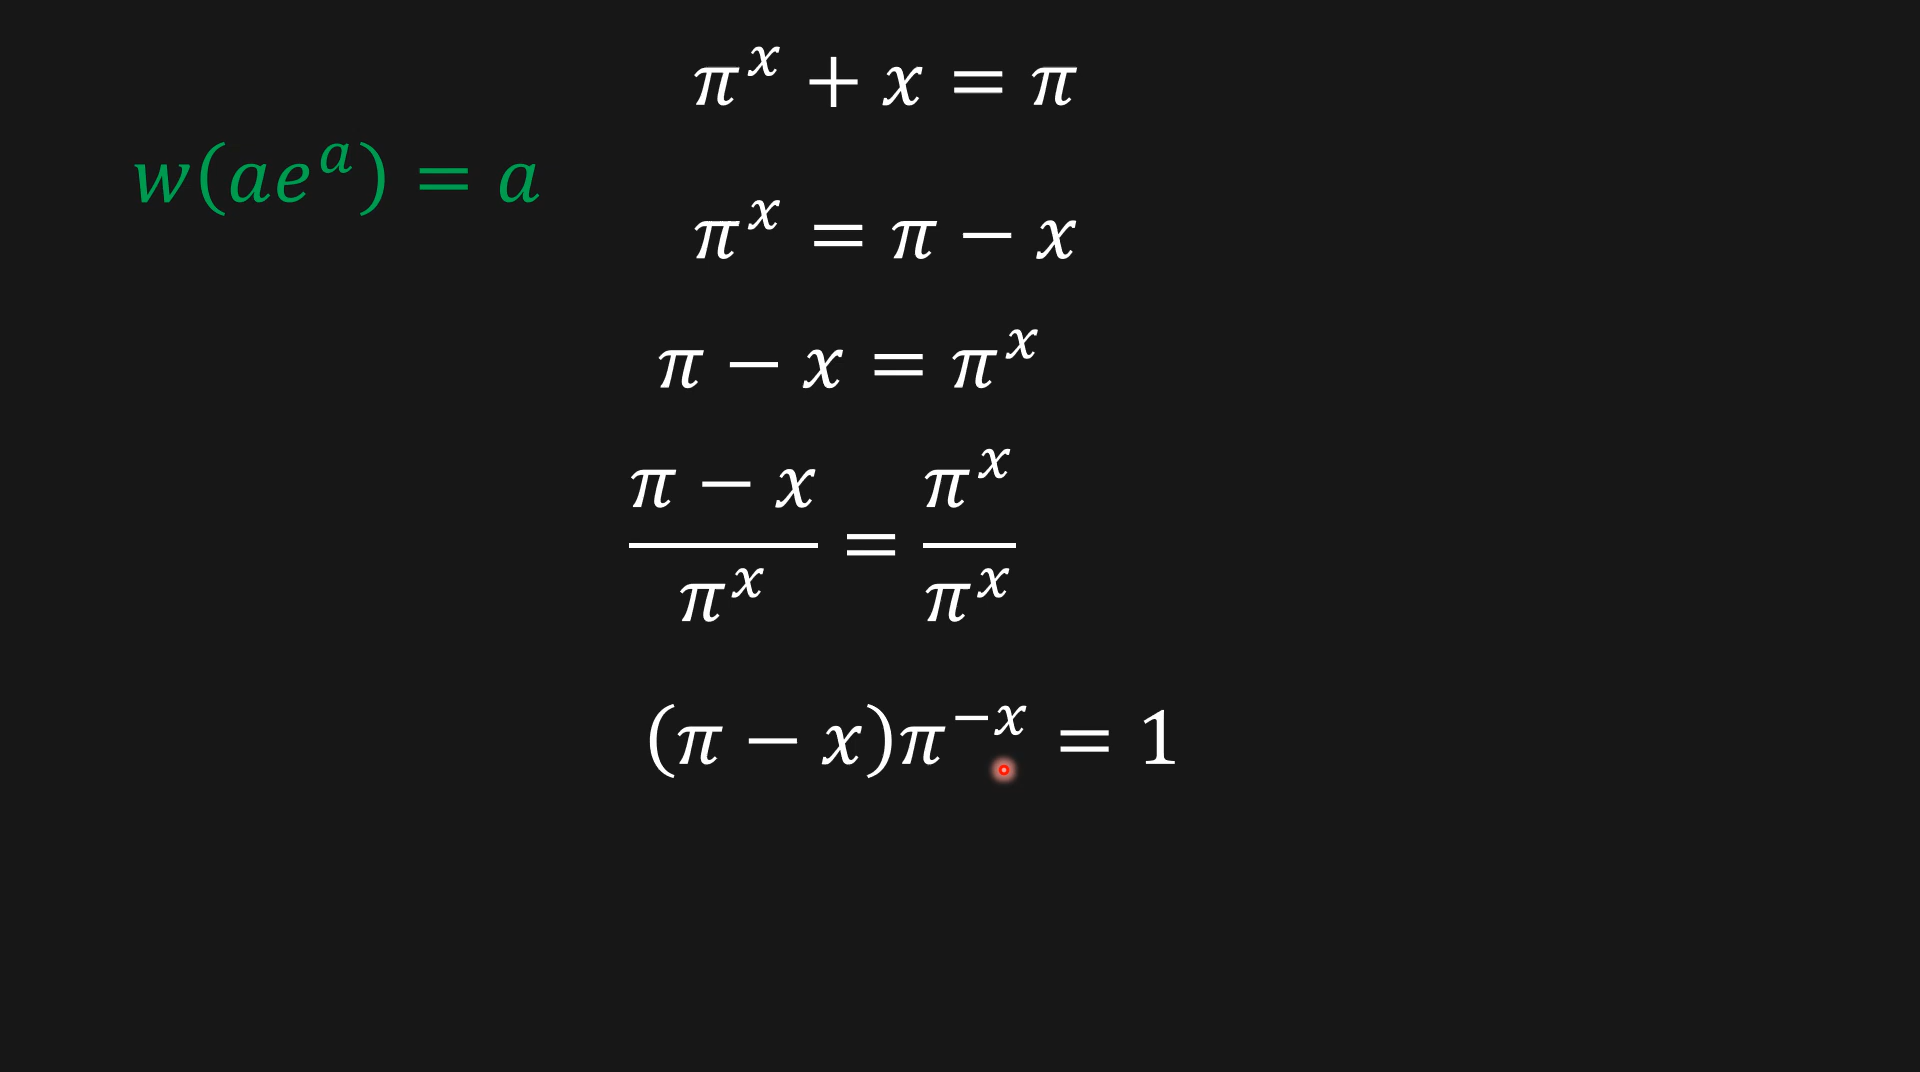 π^x + x = π
w(ae^a) = a
π^x = π − x
π − x = π^x
(π − x)/π^x = π^x/π^x
(π − x)π^−x = 1